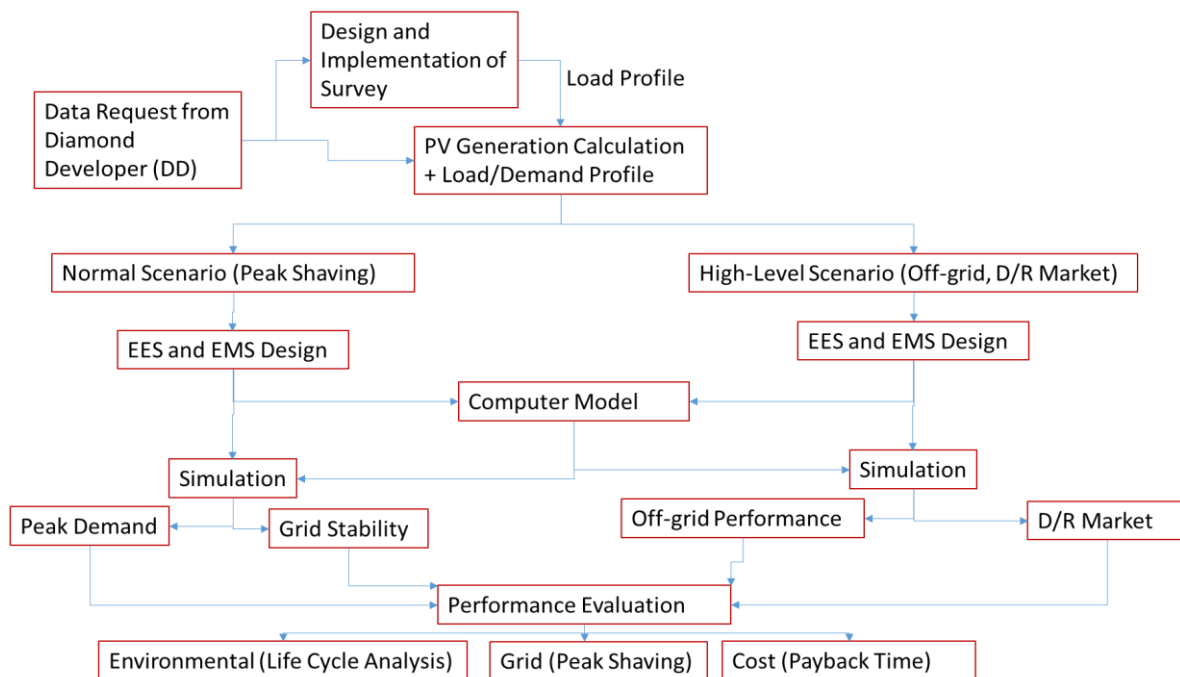 Design and
Implementation of
Survey
Load Profile
Data Request from
Diamond
Developer (DD)
PV Generation Calculation
+ Load/Demand Profile
Normal Scenario (Peak Shaving)
High-Level Scenario (Off-grid, D/R Market)
EES and EMS Design
EES and EMS Design
Computer Model
Simulation
Simulation
Peak Demand
Grid Stability
Off-grid Performance
D/R Market
Performance Evaluation
Environmental (Life Cycle Analysis)
Grid (Peak Shaving)
Cost (Payback Time)